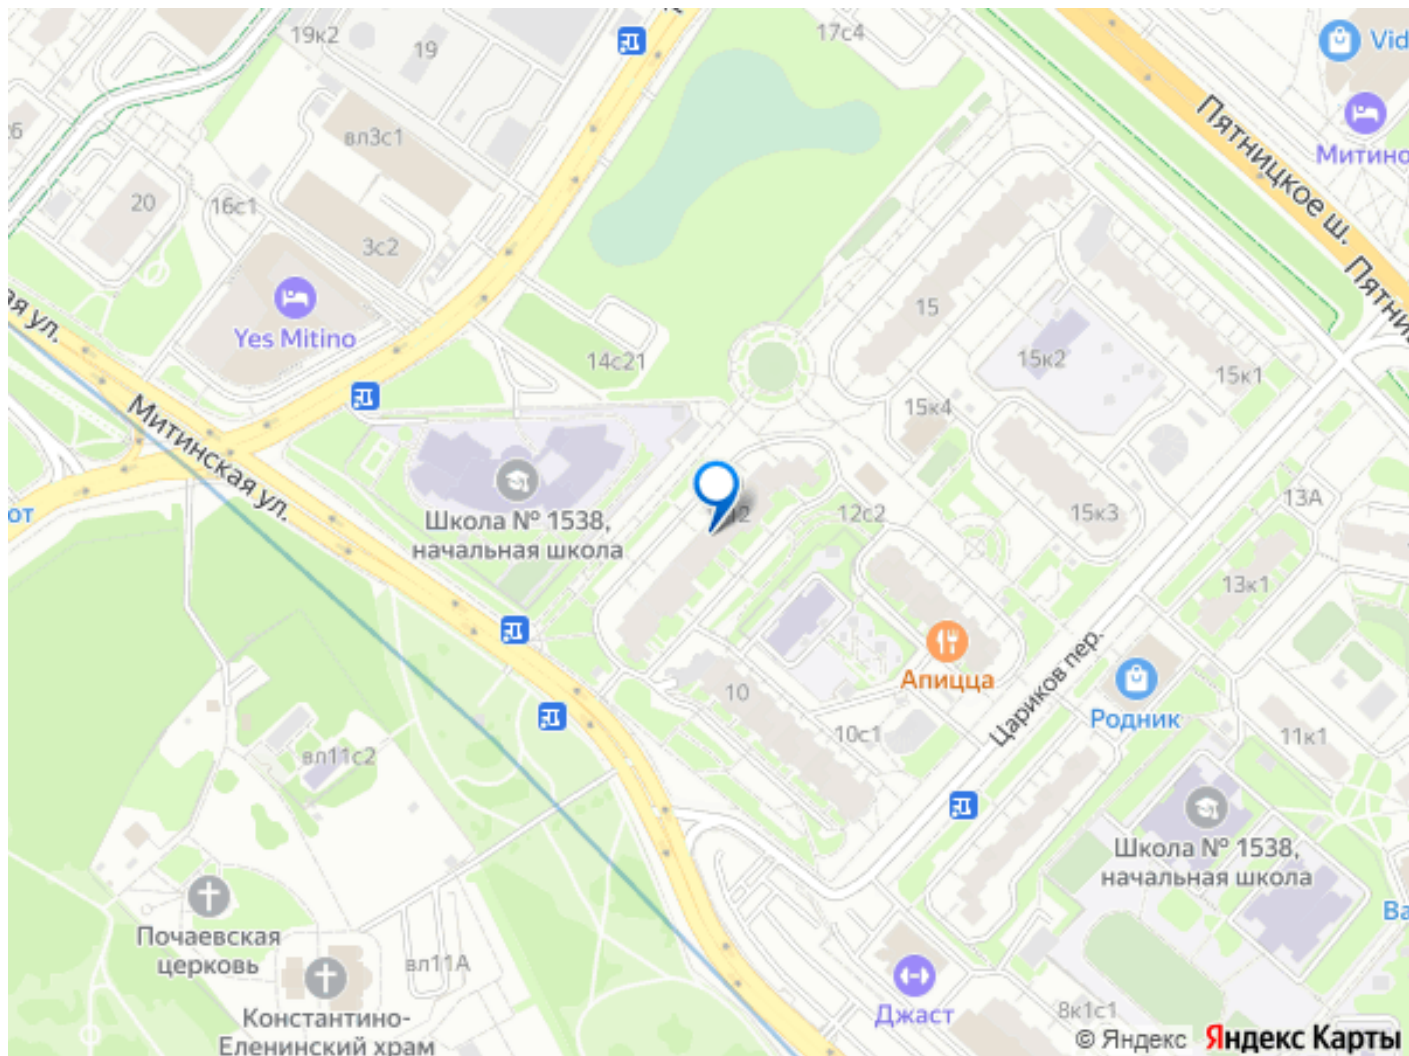 19к2
19
17с4
Vid
Митино
вл3с1
Пятницкое ш.
Пятни
20
16с1
3с2
Yes Mitino
ая ул.
14с21
15
15к2
15к1
15к4
Митинская ул.
от
Школа № 1538,
начальная школа
12с2
15к3
13А
13к1
Апицца
Цариков пер.
Родник
10
10с1
11к1
вл11с2
Школа № 1538,
начальная школа
Ва
Почаевская
церковь
вл11А
Джаст
Константино-
Еленинский храм
8к1с1
© Яндекс Яндекс Карты